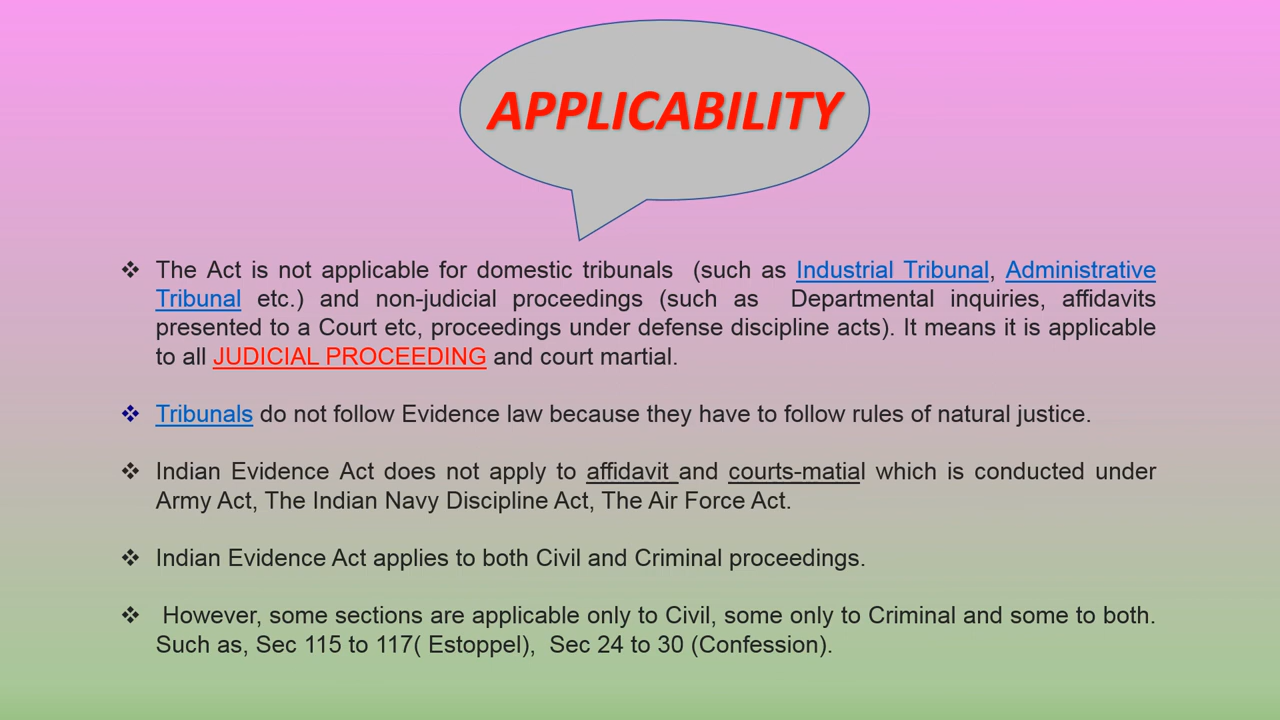 APPLICABILITY
❖ The Act is not applicable for domestic tribunals (such as Industrial Tribunal, Administrative
Tribunal etc.) and non-judicial proceedings (such as Departmental inquiries, affidavits
presented to a Court etc, proceedings under defense discipline acts). It means it is applicable
to all JUDICIAL PROCEEDING and court martial.
❖ Tribunals do not follow Evidence law because they have to follow rules of natural justice.
❖ Indian Evidence Act does not apply to affidavit and courts-matial which is conducted under
Army Act, The Indian Navy Discipline Act, The Air Force Act.
❖ Indian Evidence Act applies to both Civil and Criminal proceedings.
❖ However, some sections are applicable only to Civil, some only to Criminal and some to both.
Such as, Sec 115 to 117( Estoppel), Sec 24 to 30 (Confession).